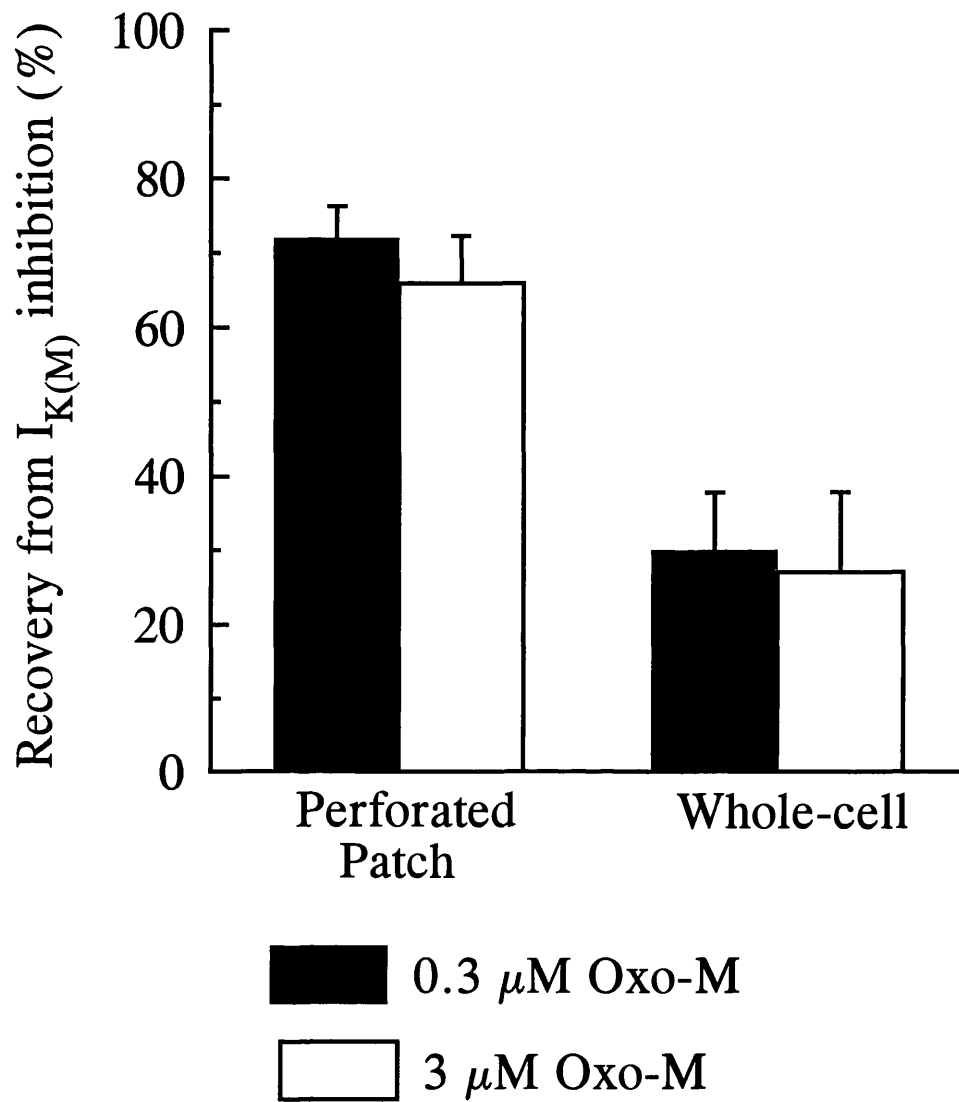 Recovery from I_K(M) inhibition (%)
100
80
60
40
20
0
Perforated
Patch
Whole-cell
0.3 μM Oxo-M
3 μM Oxo-M